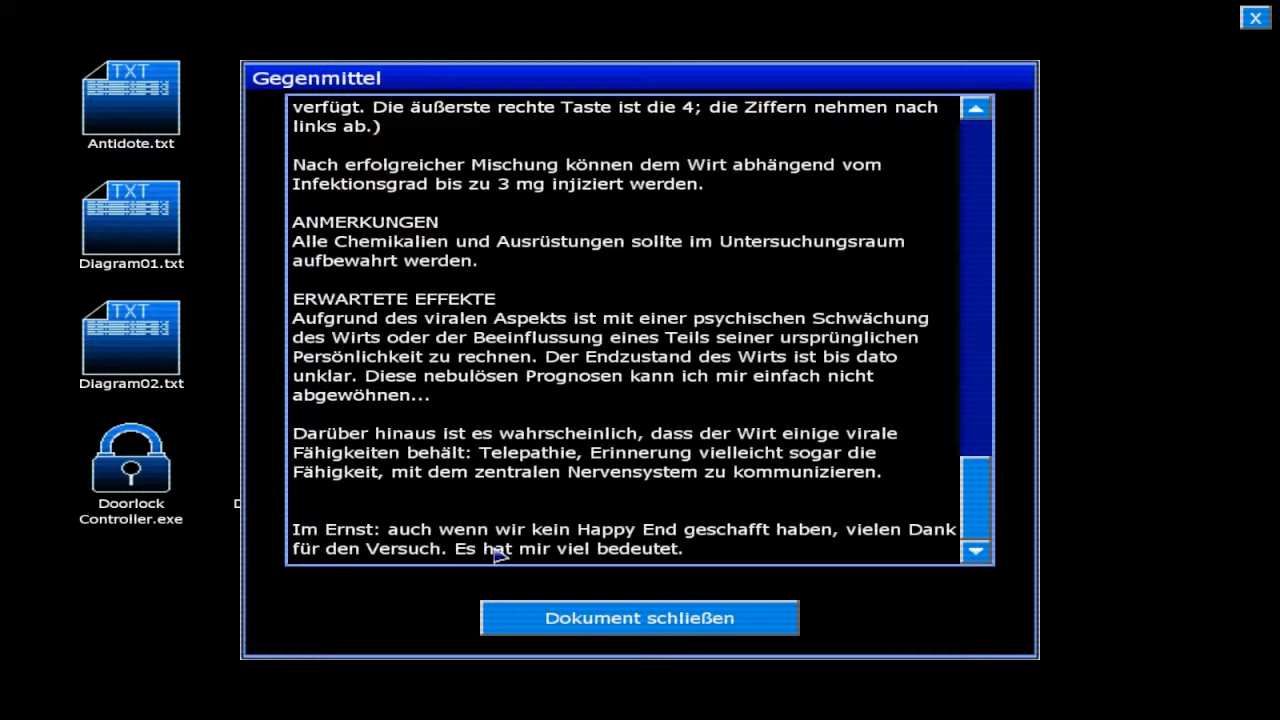 X
Gegenmittel
TXT
Antidote.txt
TXT
Diagram01.txt
TXT
Diagram02.txt
Doorlock
Controller.exe
D
verfügt. Die äußerste rechte Taste ist die 4; die Ziffern nehmen nach
links ab.)
Nach erfolgreicher Mischung können dem Wirt abhängend vom
Infektionsgrad bis zu 3 mg injiziert werden.
ANMERKUNGEN
Alle Chemikalien und Ausrüstungen sollte im Untersuchungsraum
aufbewahrt werden.
ERWARTETE EFFEKTE
Aufgrund des viralen Aspekts ist mit einer psychischen Schwächung
des Wirts oder der Beeinflussung eines Teils seiner ursprünglichen
Persönlichkeit zu rechnen. Der Endzustand des Wirts ist bis dato
unklar. Diese nebulösen Prognosen kann ich mir einfach nicht
abgewöhnen...
Darüber hinaus ist es wahrscheinlich, dass der Wirt einige virale
Fähigkeiten behält: Telepathie, Erinnerung vielleicht sogar die
Fähigkeit, mit dem zentralen Nervensystem zu kommunizieren.
Im Ernst: auch wenn wir kein Happy End geschafft haben, vielen Dank
für den Versuch. Es hat mir viel bedeutet.
Dokument schließen